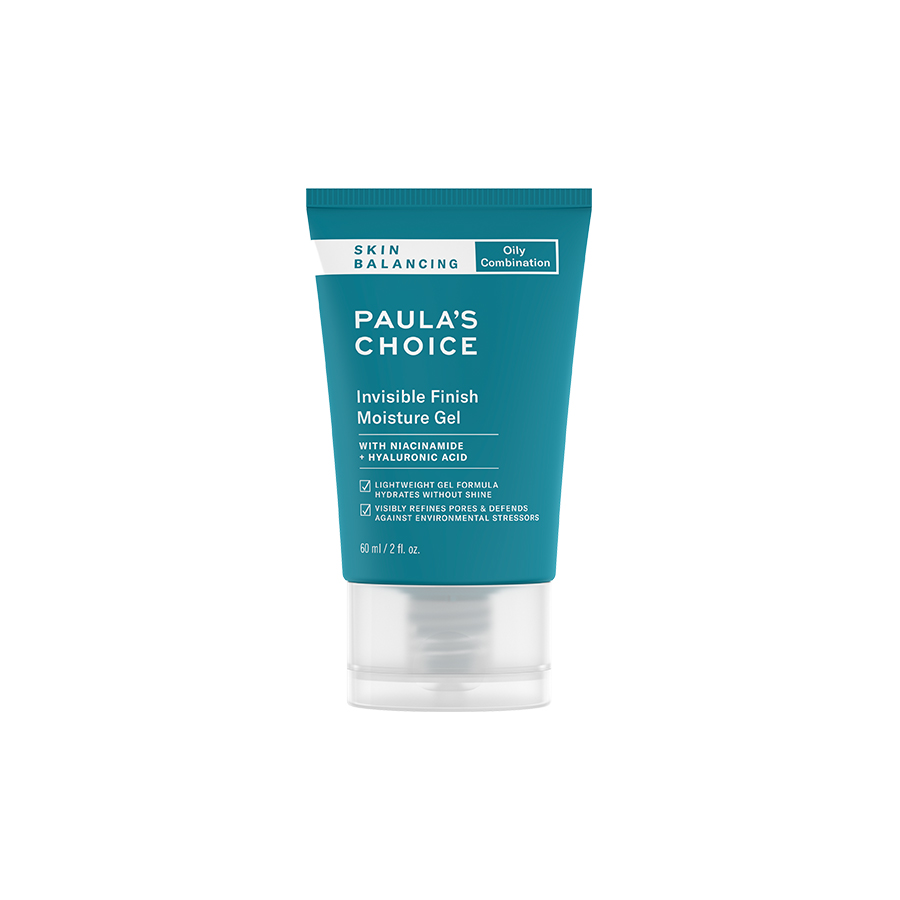 SKIN
BALANCING
Oily
Combination
PAULA'S
CHOICE
Invisible Finish
Moisture Gel
WITH NIACINAMIDE
+ HYALURONIC ACID
LIGHTWEIGHT GEL FORMULA
HYDRATES WITHOUT SHINE
VISIBLY REFINES PORES & DEFENDS
AGAINST ENVIRONMENTAL STRESSORS
60 ml / 2 fl. oz.